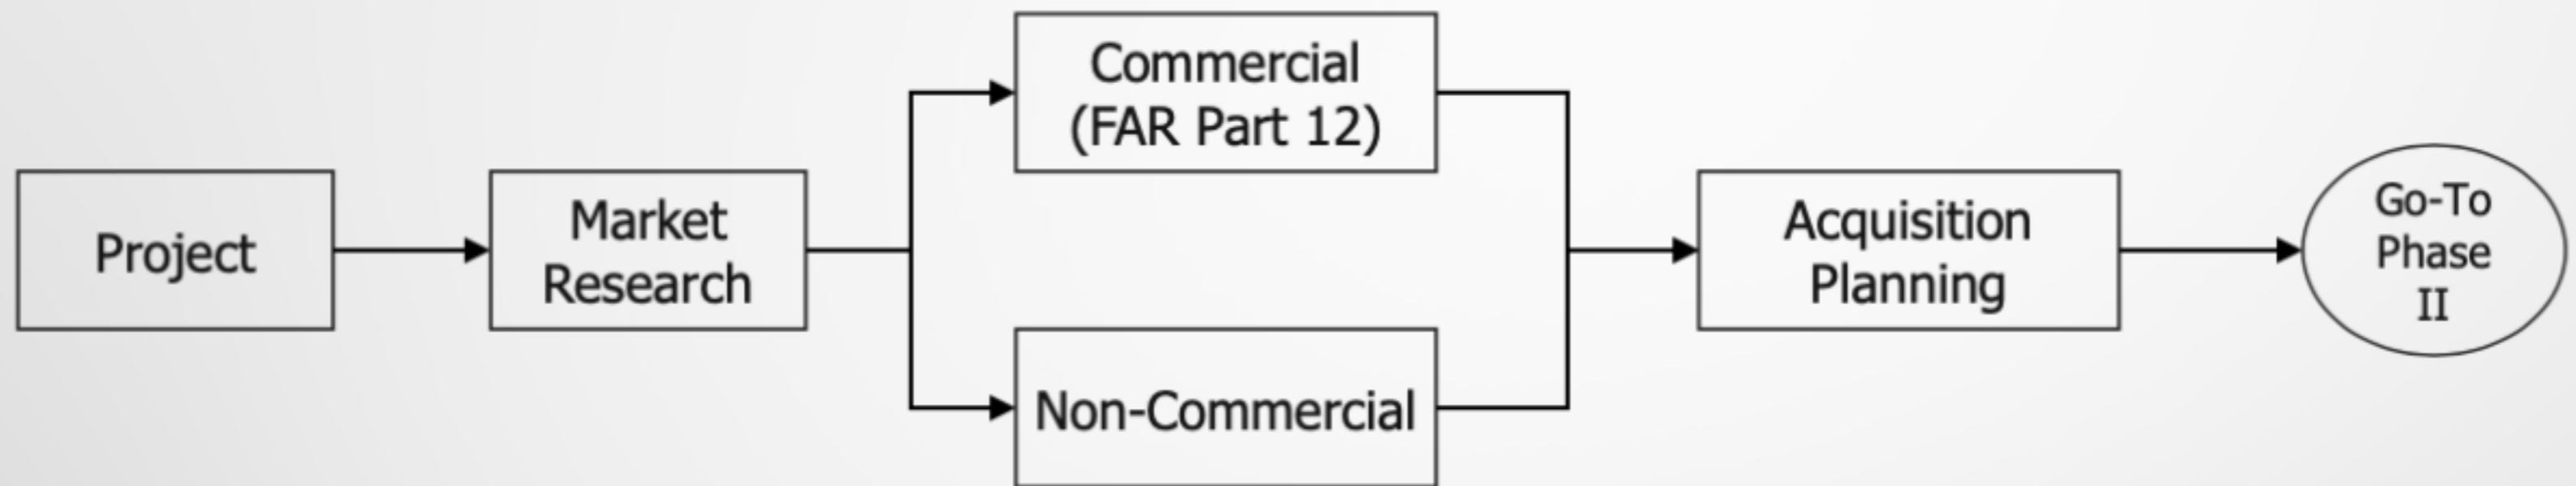 Project
Market
Research
Commercial
(FAR Part 12)
Non-Commercial
Acquisition
Planning
Go-To
Phase
II